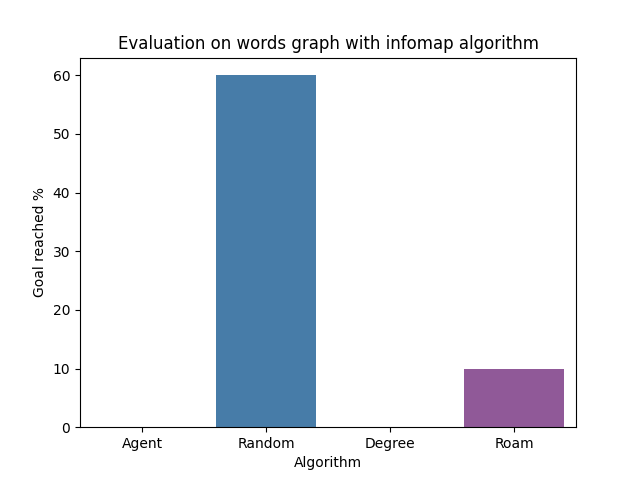 Evaluation on words graph with infomap algorithm
Goal reached %
60
50
40
30
20
10
0
Agent Random Degree Roam
Algorithm